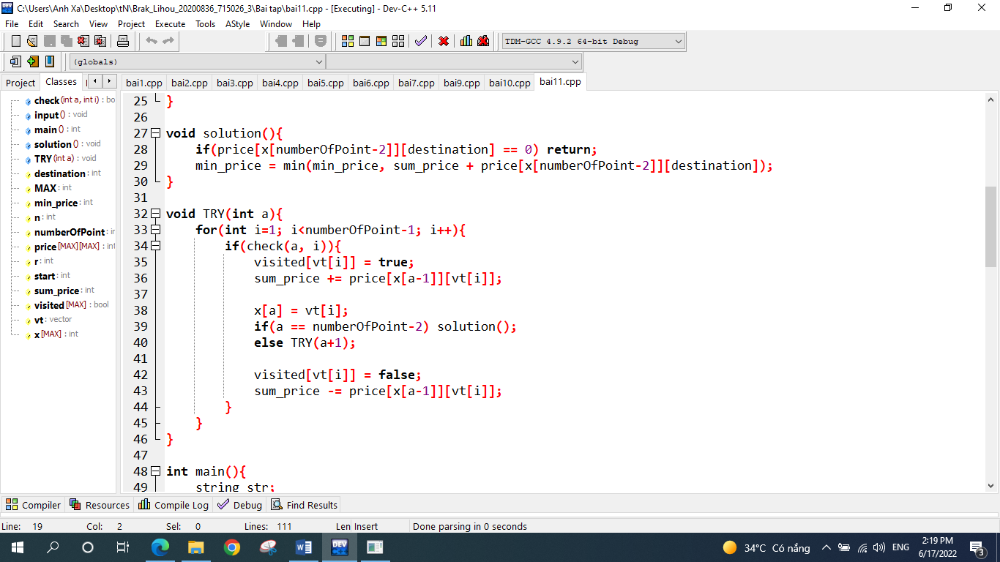 C:\Users\Anh Xa\Desktop\tN\Brak_Lihou_20200836_715026_3\Bai tap\bai11.cpp - [Executing] - Dev-C++ 5.11
File Edit Search View Project Execute Tools AStyle Window Help
TDM-GCC 4.9.2 64-bit Debug
(globals)
Project Classes
bai1.cpp bai2.cpp bai3.cpp bai4.cpp bai5.cpp bai6.cpp bai7.cpp bai9.cpp bai10.cpp bai11.cpp
check (int a, int i) : bo
input () : void
main () : int
solution () : void
TRY (int a) : void
destination : int
MAX : int
min_price : int
n : int
numberOfPoint : in
price [MAX][MAX] : int
r : int
start : int
sum_price : int
visited [MAX] : bool
vt : vector
x [MAX] : int
25 }
26
27 void solution(){
28 if(price[x[numberOfPoint-2]][destination] == 0) return;
29 min_price = min(min_price, sum_price + price[x[numberOfPoint-2]][destination]);
30 }
31
32 void TRY(int a){
33 for(int i=1; i<numberOfPoint-1; i++){
34 if(check(a, i)){
35 visited[vt[i]] = true;
36 sum_price += price[x[a-1]][vt[i]];
37
38 x[a] = vt[i];
39 if(a == numberOfPoint-2) solution();
40 else TRY(a+1);
41
42 visited[vt[i]] = false;
43 sum_price -= price[x[a-1]][vt[i]];
44 }
45 }
46 }
47
48 int main(){
49 string str;
Compiler Resources Compile Log Debug Find Results
Line: 19 Col: 2 Sel: 0 Lines: 111 Len Insert Done parsing in 0 seconds
DEV
34°C Có nắng ENG
2:19 PM
6/17/2022
3